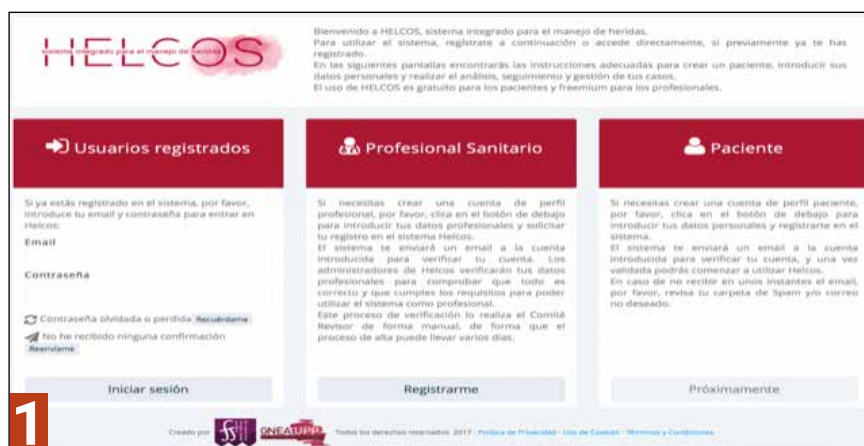 HELCOS
sistema integrado para el manejo de heridas
Bienvenido a HELCOS, sistema integrado para el manejo de heridas.
Para utilizar el sistema, regístrate a continuación o accede directamente, si previamente ya te has
registrado.
En las siguientes pantallas encontrarás las instrucciones adecuadas para crear un paciente, introducir sus
datos personales y realizar el análisis, seguimiento y gestión de tus casos.
El uso de HELCOS es gratuito para los pacientes y freemium para los profesionales.
Usuarios registrados
Si ya estás registrado en el sistema, por favor,
introduce tu email y contraseña para entrar en
Helcos:
Email
Contraseña
Contraseña olvidada o perdida Recuérdame
No he recibido ninguna confirmación
Reenvíame
Iniciar sesión
Profesional Sanitario
Si necesitas crear una cuenta de perfil
profesional, por favor, clica en el botón de debajo
para introducir tus datos profesionales y solicitar
tu registro en el sistema Helcos.
El sistema te enviará un email a la cuenta
introducida para verificar tu cuenta. Los
administradores de Helcos verificarán tus datos
profesionales para comprobar que todo es
correcto y que cumples los requisitos para poder
utilizar el sistema como profesional.
Este proceso de verificación lo realiza el Comité
Revisor de forma manual, de forma que el
proceso de alta puede llevar varios días.
Registrarme
Paciente
Si necesitas crear una cuenta de perfil paciente,
por favor, clica en el botón de debajo para
introducir tus datos personales y registrarte en el
sistema.
El sistema te enviará un email a la cuenta
introducida para verificar tu cuenta, y una vez
validada podrás comenzar a utilizar Helcos.
En caso de no recibir en unos instantes el email,
por favor, revisa tu carpeta de Spam y/o correo
no deseado.
Próximamente
1
Creado por GNEAUPP Todos los derechos reservados. 2017 - Política de Privacidad - Uso de Cookies - Términos y Condiciones